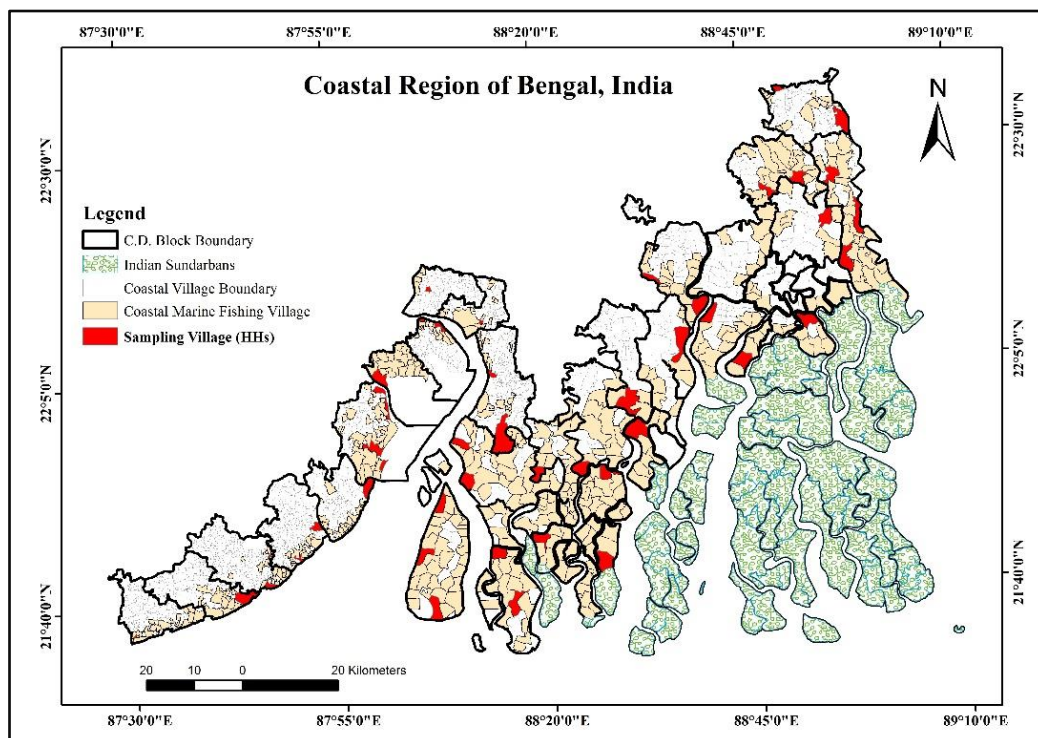 87°30'0"E 87°55'0"E 88°20'0"E 88°45'0"E 89°10'0"E
Coastal Region of Bengal, India
N
22°30'0"N
22°5'0"N
21°40'0"N
22°30'0"N
22°5'0"N
21°40'0"N
Legend
C.D. Block Boundary
Indian Sundarbans
Coastal Village Boundary
Coastal Marine Fishing Village
Sampling Village (HHs)
20 10 0 20 Kilometers
87°30'0"E 87°55'0"E 88°20'0"E 88°45'0"E 89°10'0"E